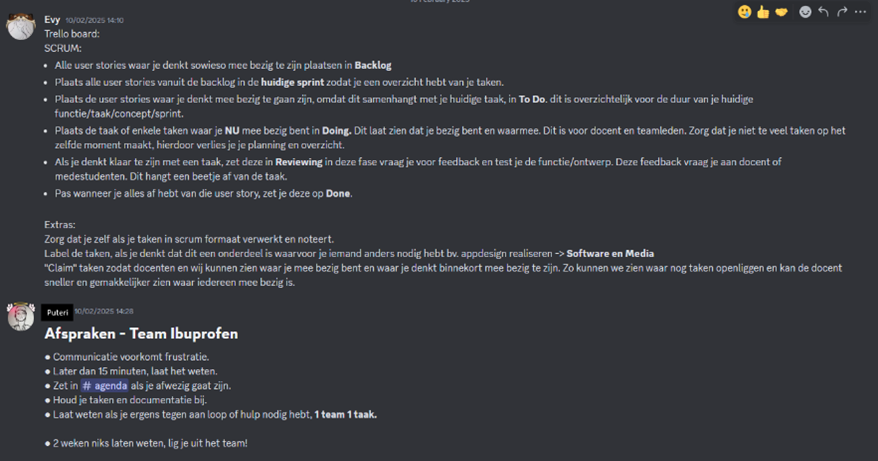 Evy 10/02/2025 14:10
Trello board:
SCRUM:
• Alle user stories waar je denkt sowieso mee bezig te zijn plaatsen in Backlog
• Plaats alle user stories vanuit de backlog in de huidige sprint zodat je een overzicht hebt van je taken.
• Plaats de user stories waar je denkt mee bezig te gaan zijn, omdat dit samenhangt met je huidige taak, in To Do. dit is overzichtelijk voor de duur van je huidige
functie/taak/concept/sprint.
• Plaats de taak of enkele taken waar je NU mee bezig bent in Doing. Dit laat zien dat je bezig bent en waarmee. Dit is voor docent en teamleden. Zorg dat je niet te veel taken op het
zelfde moment maakt, hierdoor verlies je je planning en overzicht.
• Als je denkt klaar te zijn met een taak, zet deze in Reviewing in deze fase vraag je voor feedback en test je de functie/ontwerp. Deze feedback vraag je aan docent of
medestudenten. Dit hangt een beetje af van de taak.
• Pas wanneer je alles af hebt van die user story, zet je deze op Done.
Extras:
Zorg dat je zelf als je taken in scrum formaat verwerkt en noteert.
Label de taken, als je denkt dat dit een onderdeel is waarvoor je iemand anders nodig hebt bv. appdesign realiseren -> Software en Media
"Claim" taken zodat docenten en wij kunnen zien waar je mee bezig bent en waar je denkt binnekort mee bezig te zijn. Zo kunnen we zien waar nog taken openliggen en kan de docent
sneller en gemakkelijker zien waar iedereen mee bezig is.
Puteri 10/02/2025 14:28
Afspraken - Team Ibuprofen
● Communicatie voorkomt frustratie.
● Later dan 15 minuten, laat het weten.
● Zet in # agenda als je afwezig gaat zijn.
● Houd je taken en documentatie bij.
● Laat weten als je ergens tegen aan loop of hulp nodig hebt, 1 team 1 taak.
● 2 weken niks laten weten, lig je uit het team!